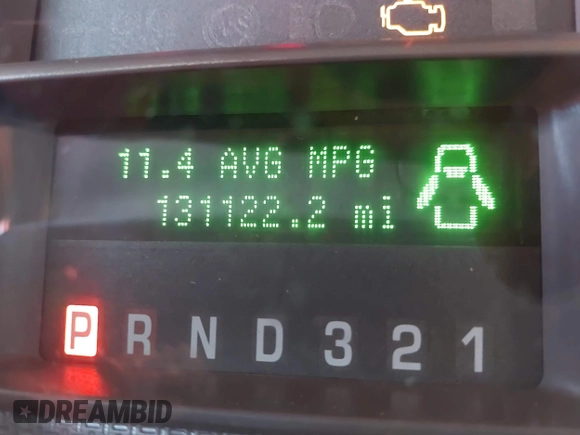 11.4 AVG MPG
131122.2 mi
P R N D 3 2 1
DREAMBID